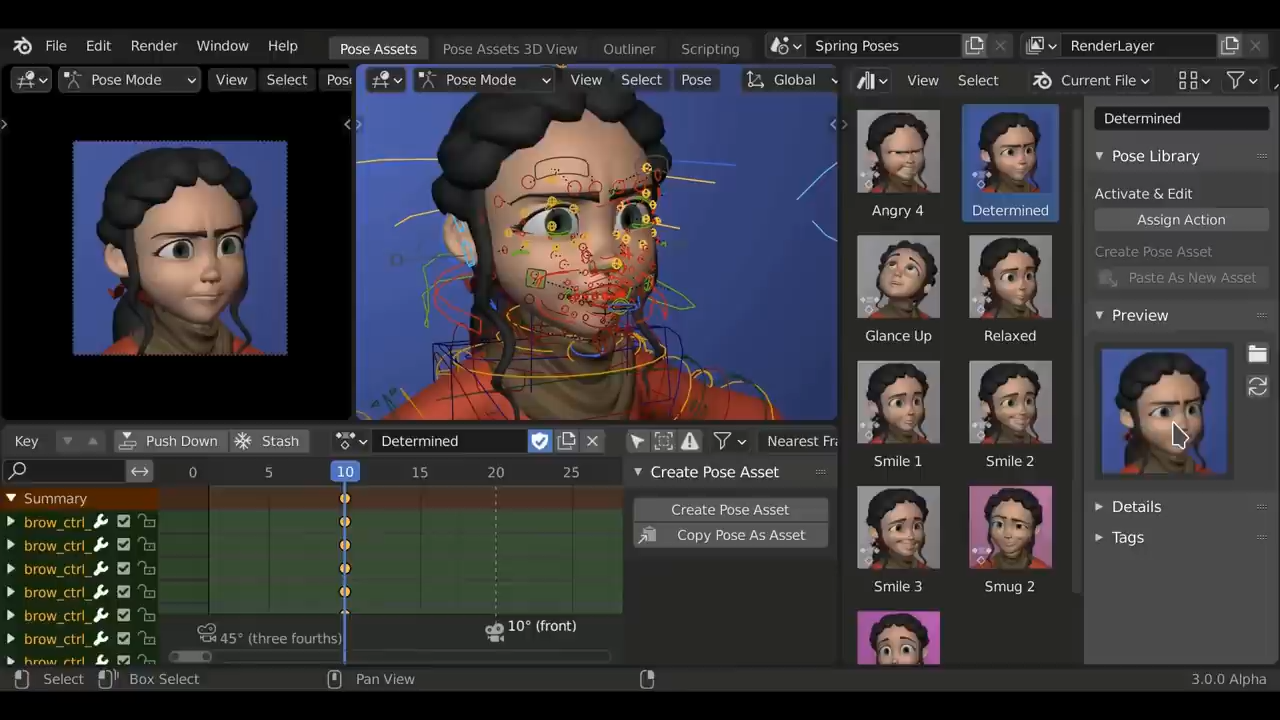 File Edit Render Window Help Pose Assets Pose Assets 3D View Outliner Scripting Spring Poses RenderLayer
Pose Mode View Select Pos Pose Mode View Select Pose Global View Select Current File
Determined
Pose Library
Activate & Edit
Assign Action
Create Pose Asset
Paste As New Asset
Preview
Details
Tags
Angry 4 Determined
Glance Up Relaxed
Smile 1 Smile 2
Smile 3 Smug 2
Key Push Down Stash Determined Nearest Fra
0 5 10 15 20 25
Summary
brow_ctrl_
brow_ctrl_
brow_ctrl_
brow_ctrl_
brow_ctrl_
brow_ctrl_
brow_ctrl_
45° (three fourths) 10° (front)
Create Pose Asset
Create Pose Asset
Copy Pose As Asset
Select Box Select Pan View 3.0.0 Alpha